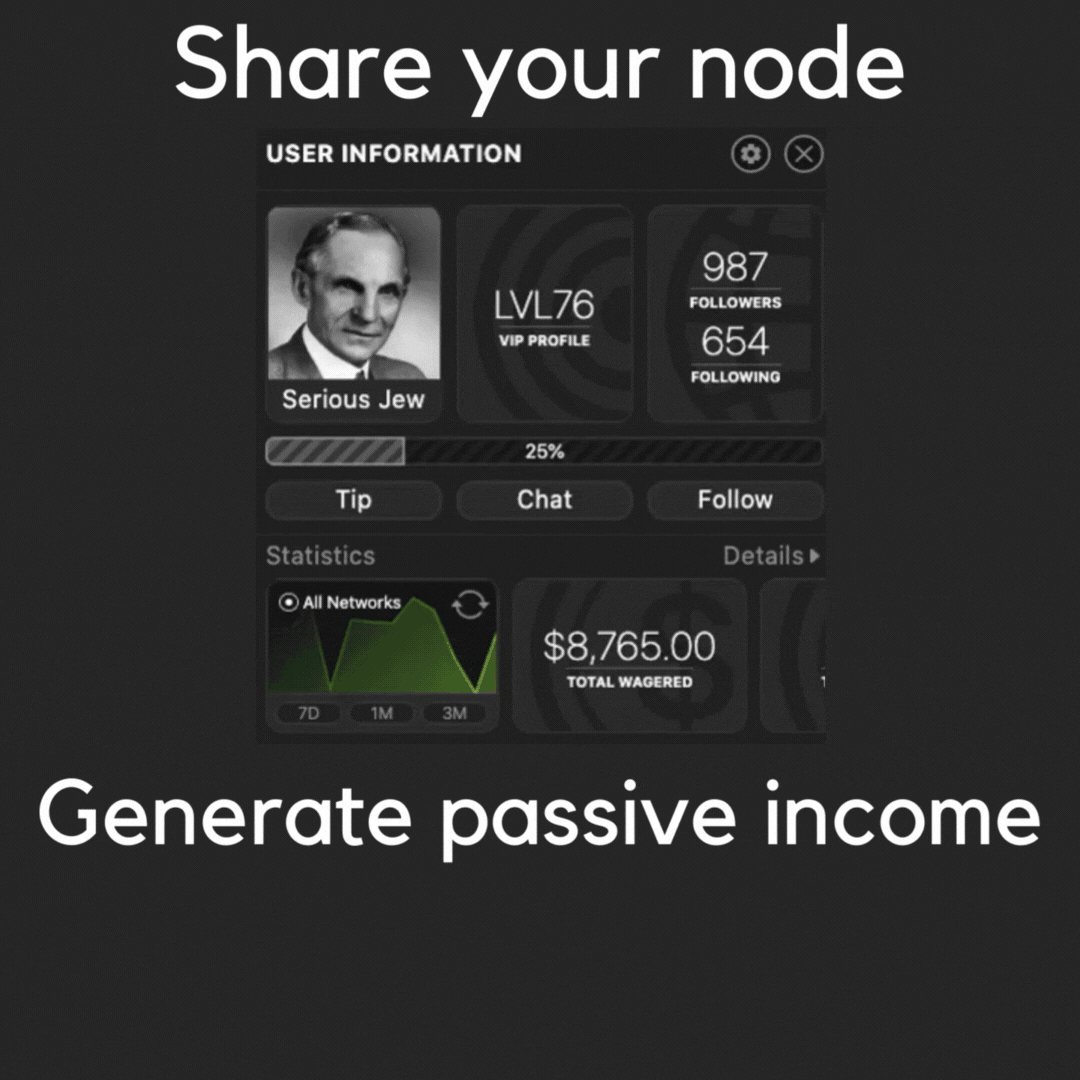 Share your node
USER INFORMATION
Serious Jew
LVL76
VIP PROFILE
987
FOLLOWERS
654
FOLLOWING
25%
Tip Chat Follow
Statistics Details
All Networks
7D 1M 3M
$8,765.00
TOTAL WAGERED
Generate passive income